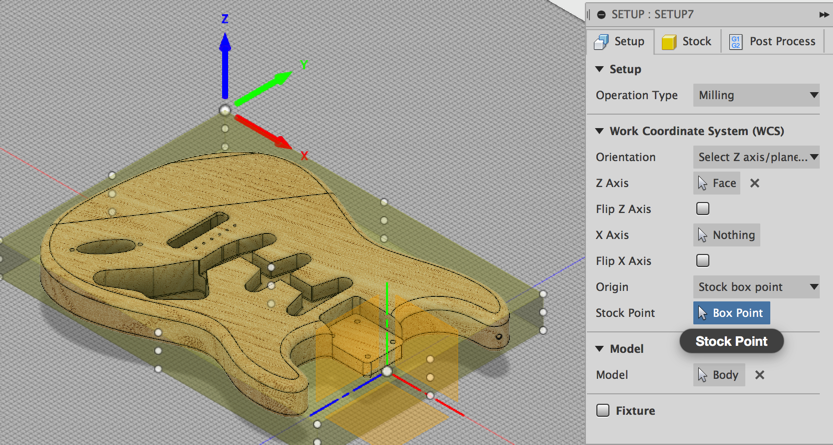 SETUP : SETUP7
Setup
Stock
G1
G2
Post Process
Setup
Operation Type
Milling
Work Coordinate System (WCS)
Orientation
Select Z axis/plane...
Z Axis
Face
Flip Z Axis
X Axis
Nothing
Flip X Axis
Origin
Stock box point
Stock Point
Box Point
Stock Point
Model
Model
Body
Fixture
Z
Y
X